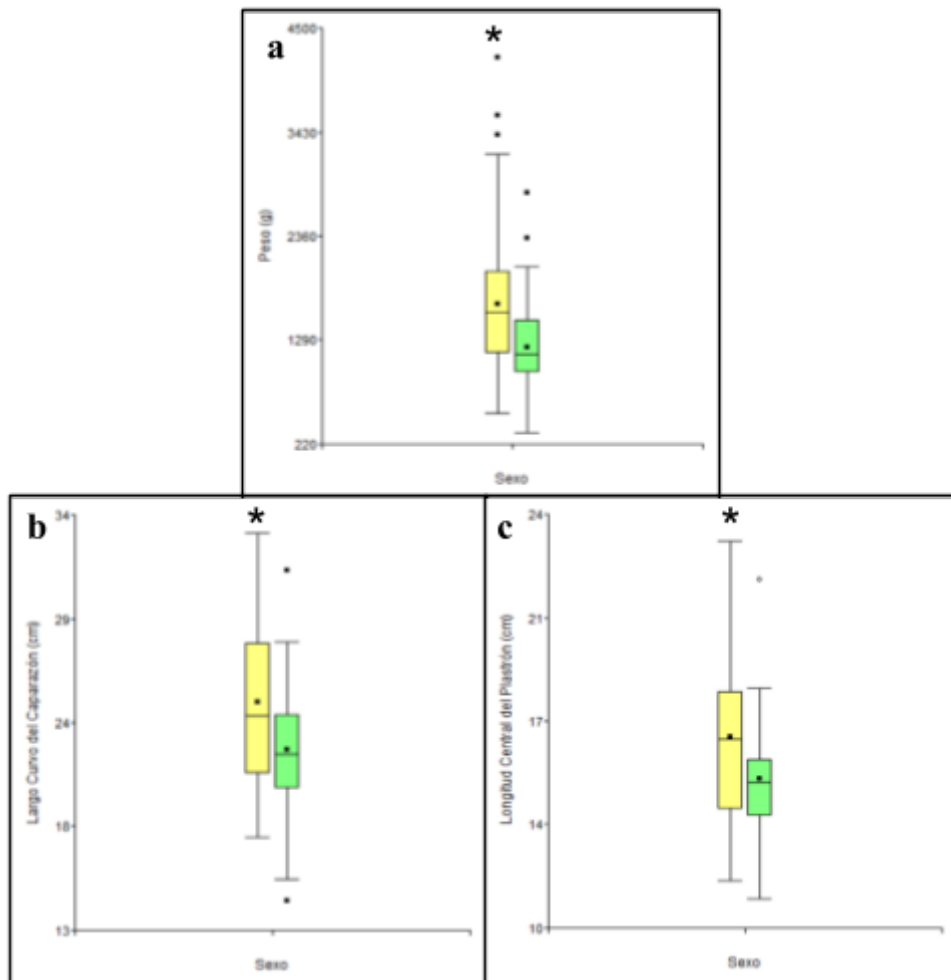 a
*
4500
3430
2360
1290
220
Peso (g)
Sexo
b
*
34
29
24
18
13
Largo Curvo del Caparazón (cm)
Sexo
c
*
24
21
17
14
10
Longitud Central del Plastrón (cm)
Sexo